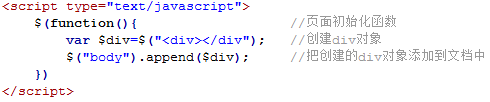 <script type="text/javascript">
$(function(){ //页面初始化函数
var $div=$("<div></div"); //创建div对象
$("body").append($div); //把创建的div对象添加到文档中
})
</script>